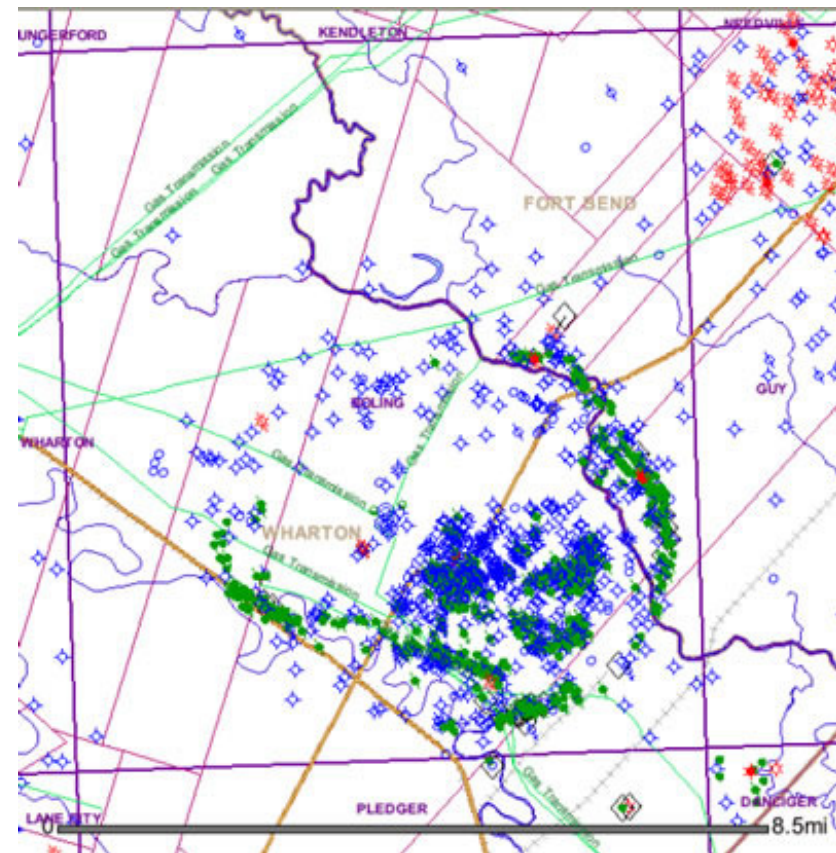 UNGERFORD
KENDLETON
NEEDVILLE
Gas Transmission
Gas Transmission
Gas Transmission
FORT BEND
Gas Transmission
BOLING
GUY
Gas Transmission
WHARTON
Gas Transmission
WHARTON
Gas Transmission
Gas Transmission
LANE CITY
PLEDGER
DANCIGER
0
8.5mi